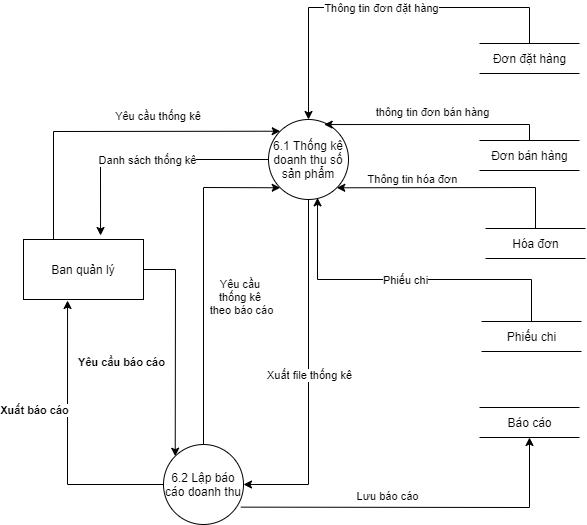 Thông tin đơn đặt hàng
Đơn đặt hàng
Yêu cầu thống kê
thông tin đơn bán hàng
6.1 Thống kê
doanh thu số
sản phẩm
Đơn bán hàng
Danh sách thống kê
Thông tin hóa đơn
Hóa đơn
Ban quản lý
Yêu cầu
thống kê
theo báo cáo
Phiếu chi
Phiếu chi
Yêu cầu báo cáo
Xuất file thống kê
Xuất báo cáo
Báo cáo
6.2 Lập báo
cáo doanh thu
Lưu báo cáo